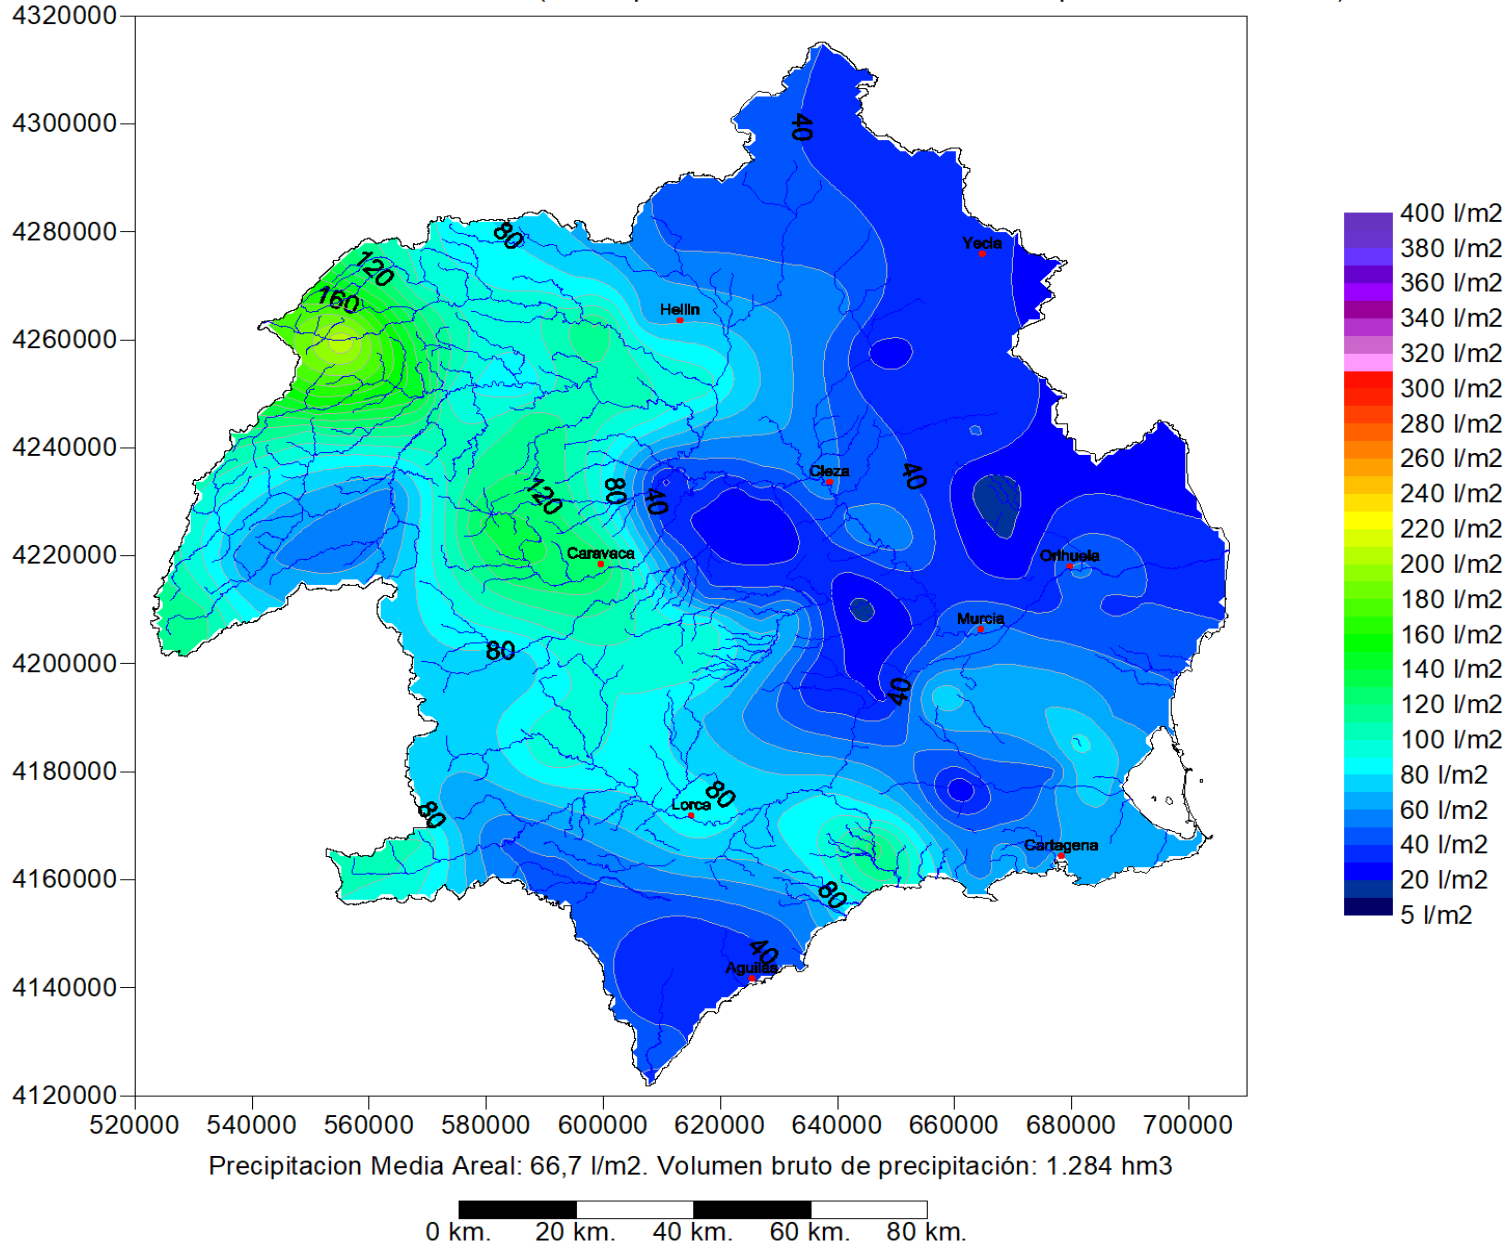 4320000
4300000
4280000
4260000
4240000
4220000
4200000
4180000
4160000
4140000
4120000
520000 540000 560000 580000 600000 620000 640000 660000 680000 700000
40
80
120
160
Yecla
Hellin
Cieza
40
120
80
40
Caravaca
Orihuela
Murcia
80
40
80
Lorca
80
Cartagena
80
40
Aguilas
400 l/m2
380 l/m2
360 l/m2
340 l/m2
320 l/m2
300 l/m2
280 l/m2
260 l/m2
240 l/m2
220 l/m2
200 l/m2
180 l/m2
160 l/m2
140 l/m2
120 l/m2
100 l/m2
80 l/m2
60 l/m2
40 l/m2
20 l/m2
5 l/m2
Precipitacion Media Areal: 66,7 l/m2. Volumen bruto de precipitación: 1.284 hm3
0 km. 20 km. 40 km. 60 km. 80 km.